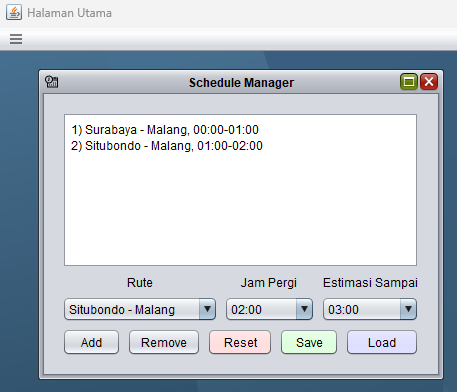 Halaman Utama
Schedule Manager
1) Surabaya - Malang, 00:00-01:00
2) Situbondo - Malang, 01:00-02:00
Rute Jam Pergi Estimasi Sampai
Situbondo - Malang 02:00 03:00
Add Remove Reset Save Load